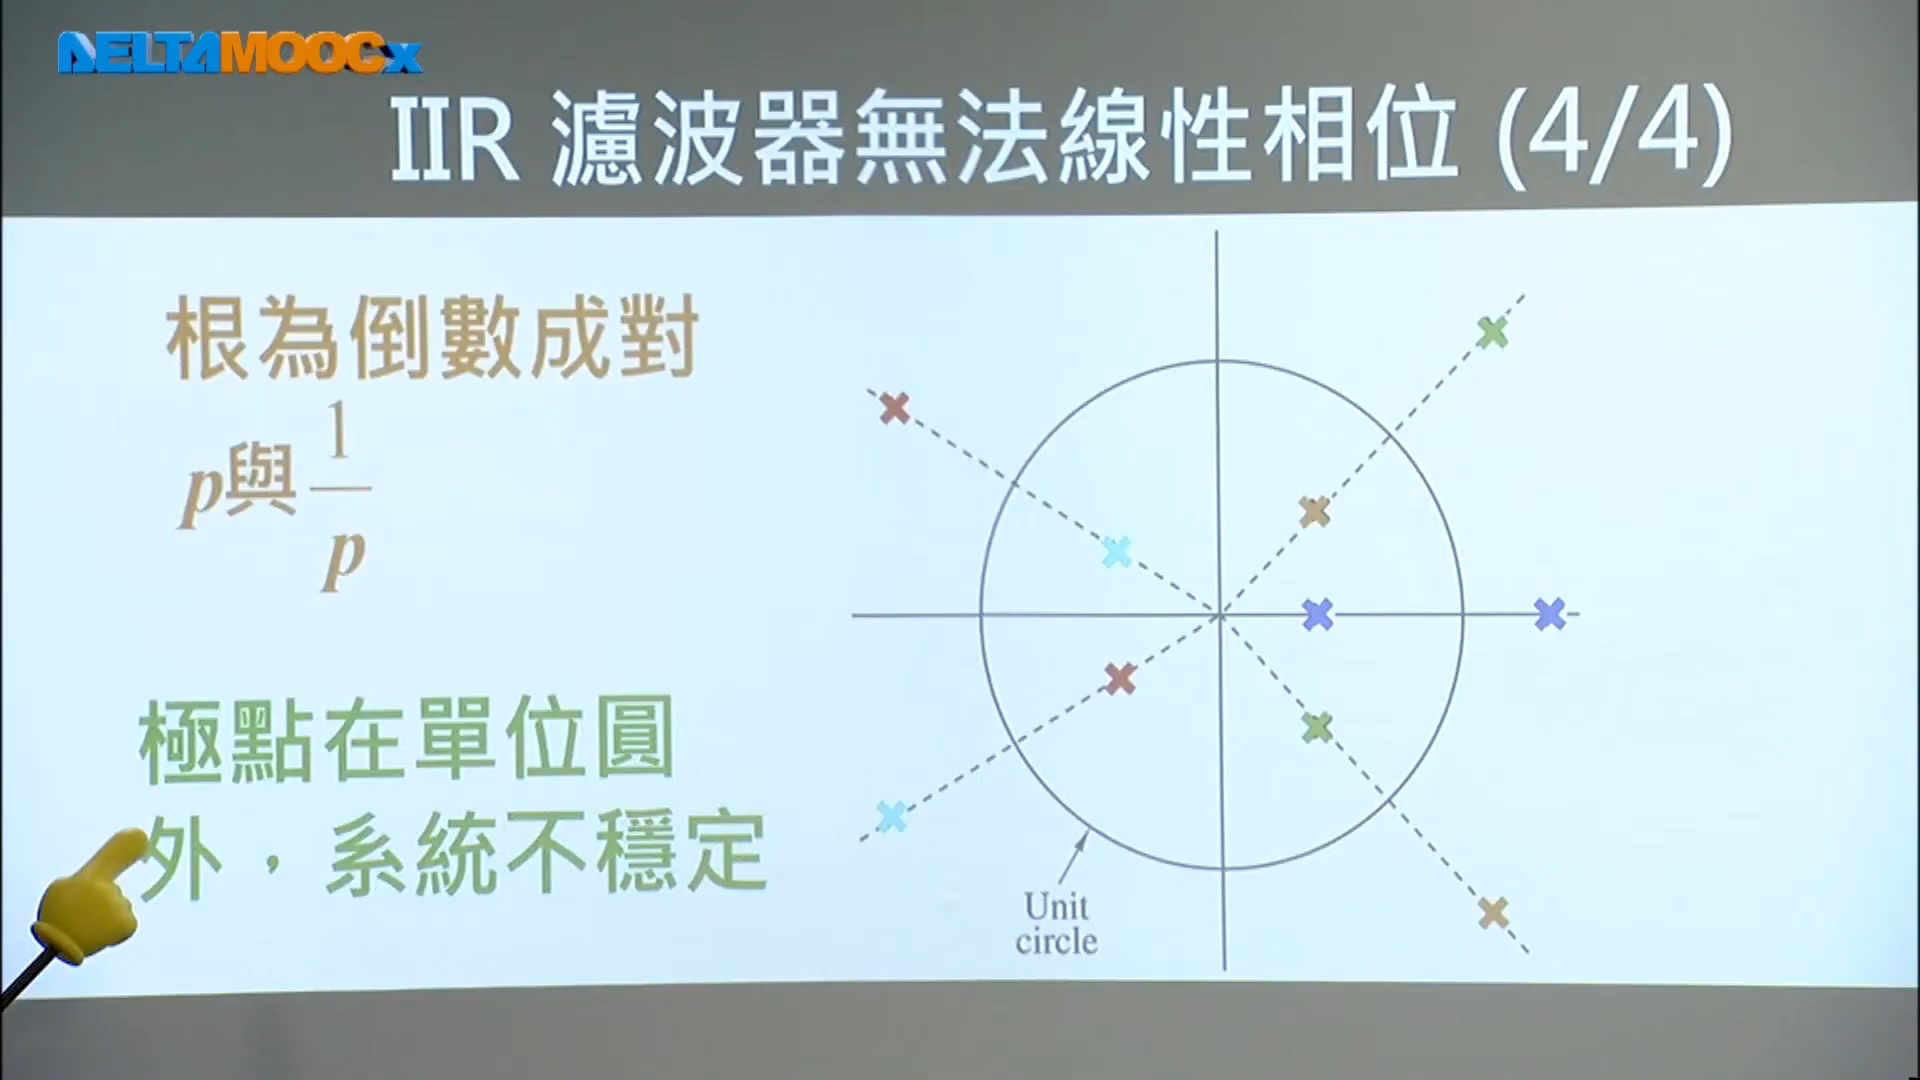 DELTAMOOCx
IIR 濾波器無法線性相位 (4/4)
根為倒數成對
p與 1/p
極點在單位圓
外，系統不穩定
Unit
circle